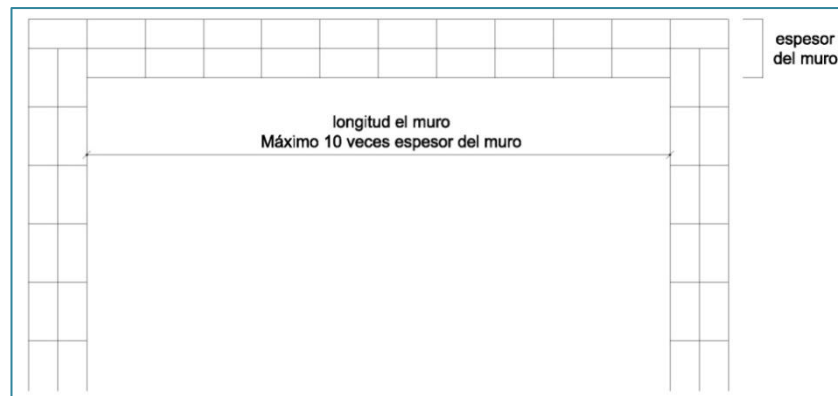 espesor
del muro
longitud el muro
Máximo 10 veces espesor del muro